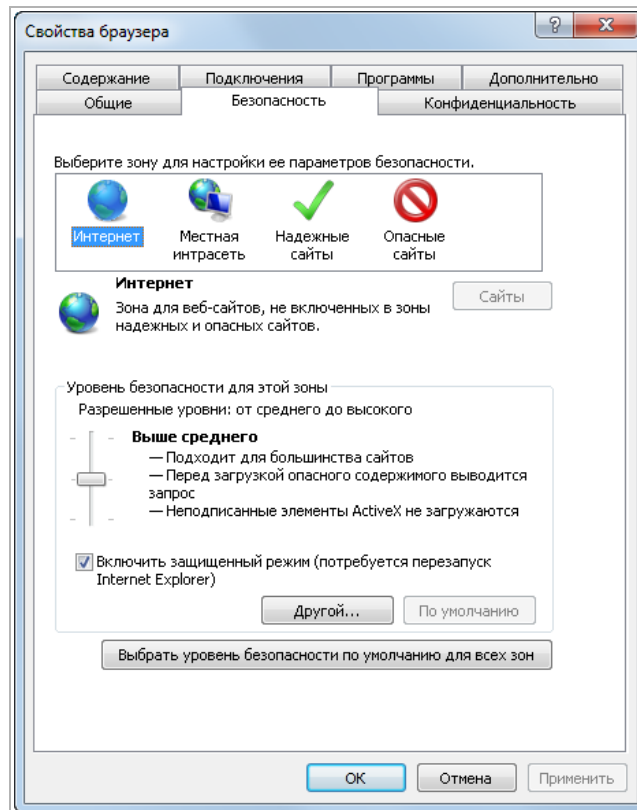 Свойства браузера
Содержание Подключения Программы Дополнительно
Общие Безопасность Конфиденциальность
Выберите зону для настройки ее параметров безопасности.
Интернет
Местная интрасеть
Надежные сайты
Опасные сайты
Интернет
Сайты
Зона для веб-сайтов, не включенных в зоны
надежных и опасных сайтов.
Уровень безопасности для этой зоны
Разрешенные уровни: от среднего до высокого
Выше среднего
— Подходит для большинства сайтов
— Перед загрузкой опасного содержимого выводится
запрос
— Неподписанные элементы ActiveX не загружаются
Включить защищенный режим (потребуется перезапуск
Internet Explorer)
Другой... По умолчанию
Выбрать уровень безопасности по умолчанию для всех зон
ОК Отмена Применить